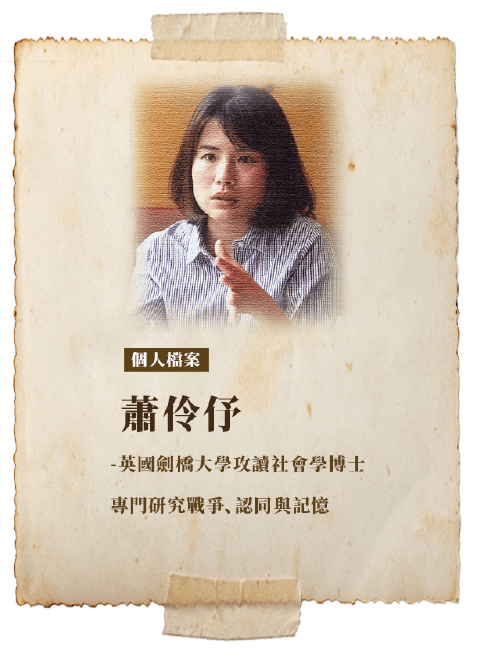 個人檔案
蕭伶伃
-英國劍橋大學攻讀社會學博士
專門研究戰爭、認同與記憶